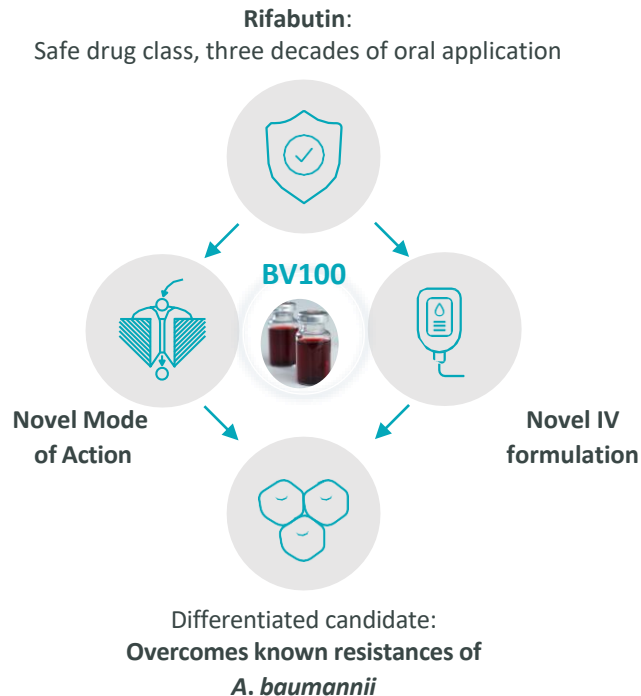 Rifabutin:
Safe drug class, three decades of oral application
BV100
Novel Mode
of Action
Novel IV
formulation
Differentiated candidate:
Overcomes known resistances of
A. baumannii